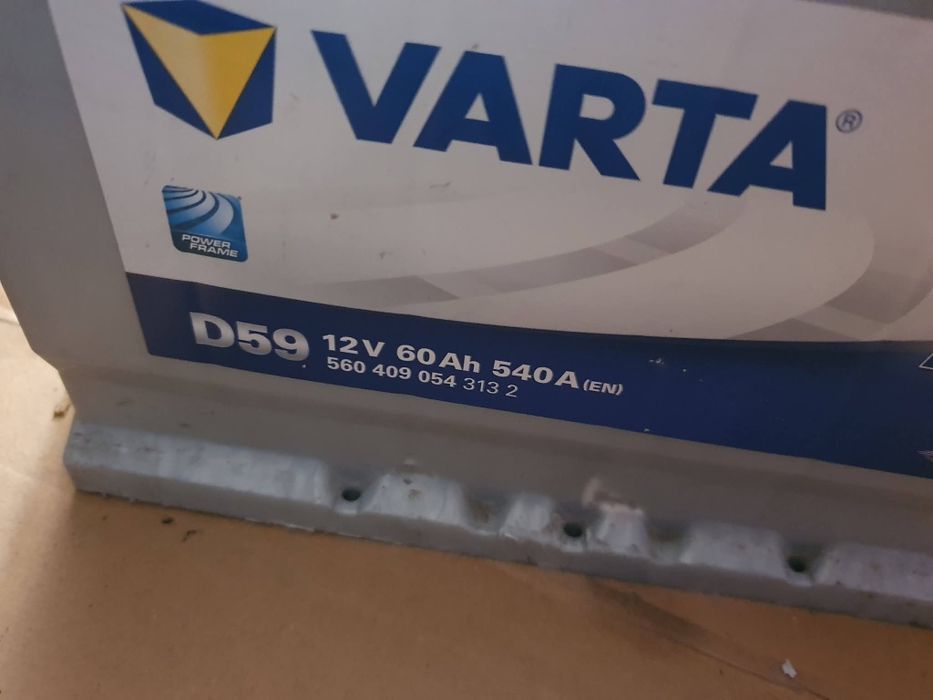 VARTA®
POWER
FRAME
D59 12V 60Ah 540A (EN)
560 409 054 313 2